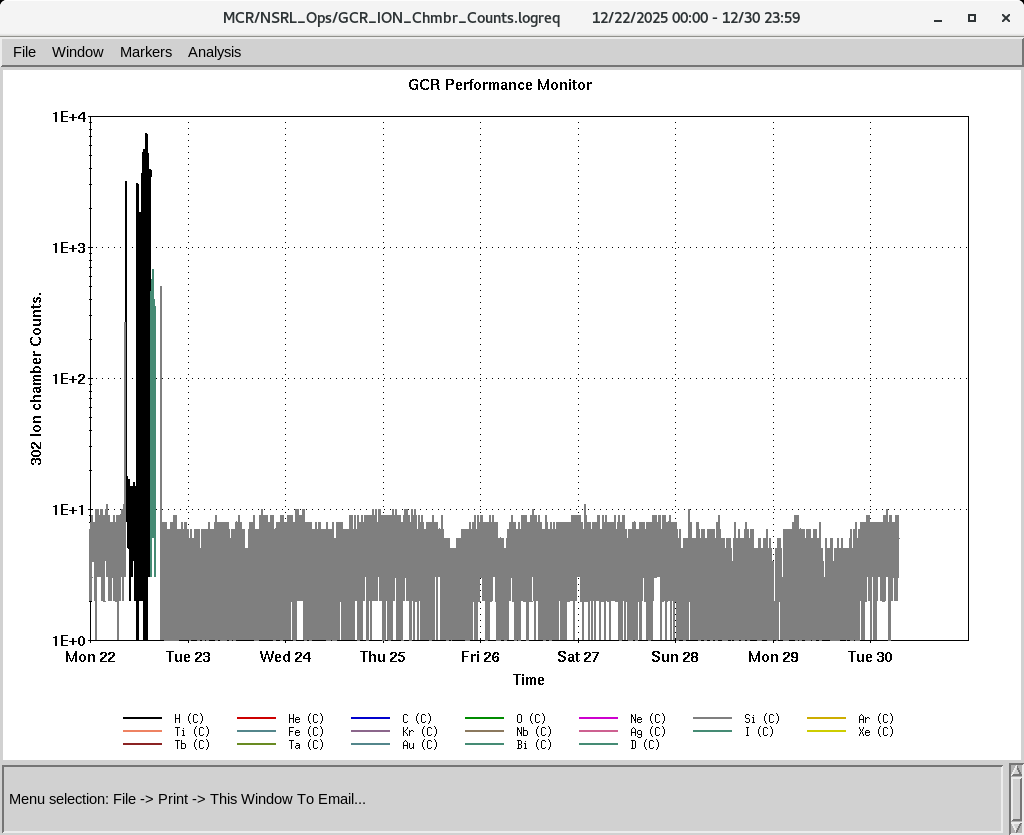 MCR/NSRL_Ops/GCR_ION_Chmbr_Counts.logreq 12/22/2025 00:00 - 12/30 23:59
File Window Markers Analysis
GCR Performance Monitor
1E+4
1E+3
1E+2
1E+1
1E+0
302 Ion chamber Counts.
Mon 22 Tue 23 Wed 24 Thu 25 Fri 26 Sat 27 Sun 28 Mon 29 Tue 30
Time
H (C) He (C) C (C) O (C) Ne (C) Si (C) Ar (C)
Ti (C) Fe (C) Kr (C) Nb (C) Ag (C) I (C) Xe (C)
Tb (C) Ta (C) Au (C) Bi (C) D (C)
Menu selection: File -> Print -> This Window To Email...